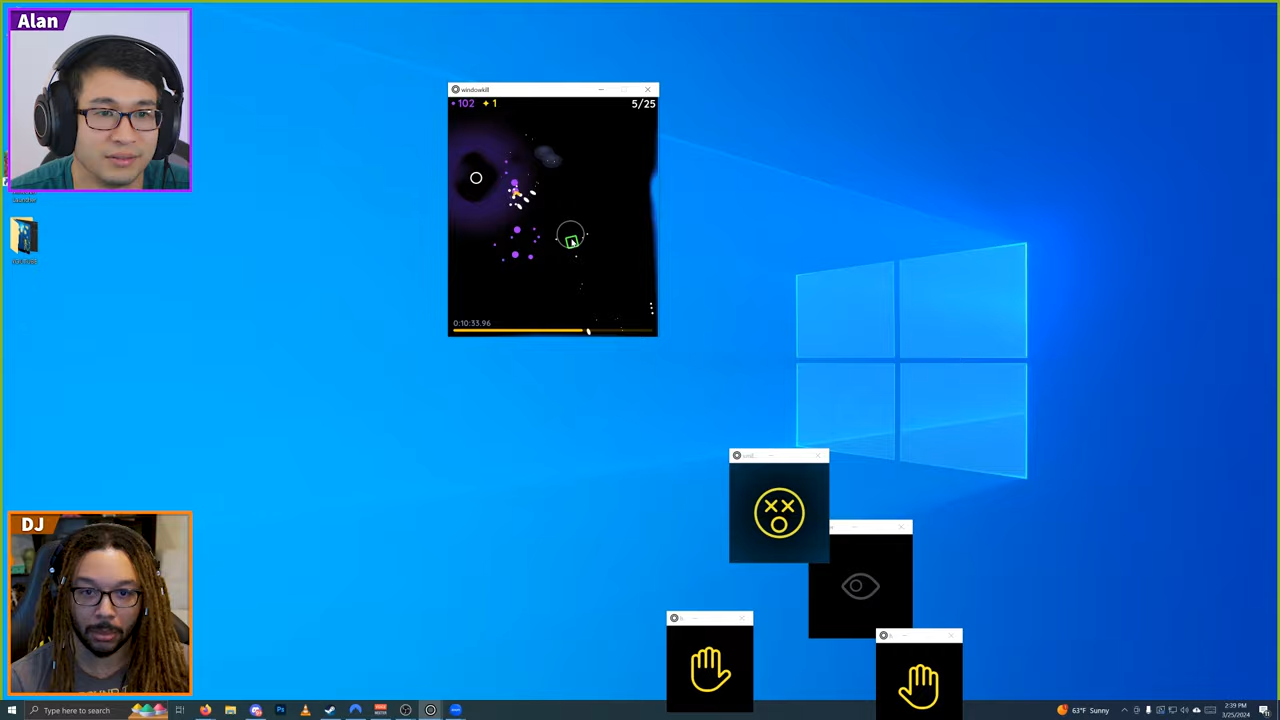 Alan
windowkill
102 1 5/25
0:10:33.96
DJ
Type here to search
63°F Sunny
2:39 PM
3/25/2024